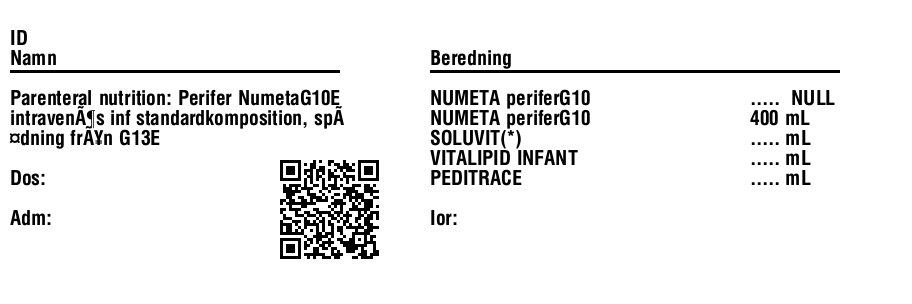 ID
Namn
Parenteral nutrition: Perifer NumetaG10E
intravenÃ¶s inf standardkomposition, spÃ
¤dning frÃ¥n G13E
Dos:
Adm:
Beredning
NUMETA periferG10 ..... NULL
NUMETA periferG10 400 mL
SOLUVIT(*) ..... mL
VITALIPID INFANT ..... mL
PEDITRACE ..... mL
Ior: